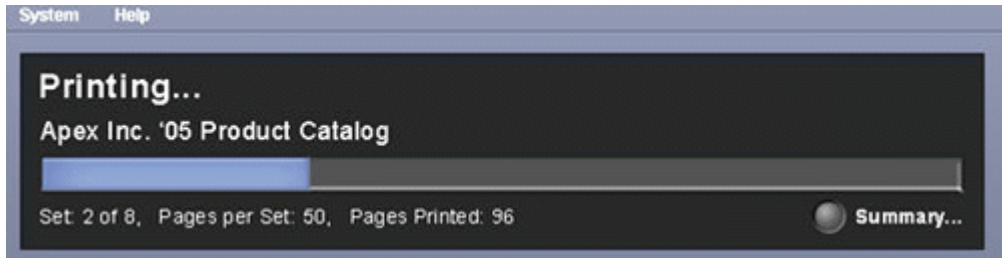 System Help
Printing...
Apex Inc. '05 Product Catalog
Set: 2 of 8, Pages per Set: 50, Pages Printed: 96
Summary...